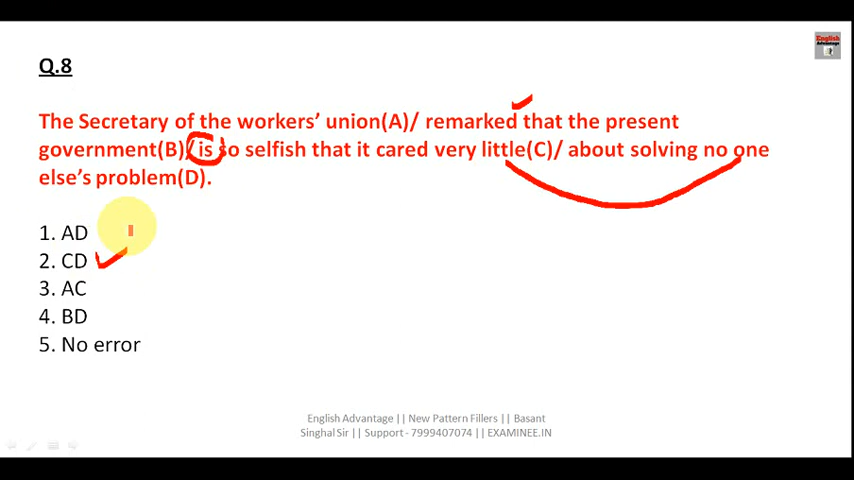 English
Advantage
Q.8
The Secretary of the workers’ union(A)/ remarked that the present
government(B)/ is so selfish that it cared very little(C)/ about solving no one
else’s problem(D).
1. AD
2. CD
3. AC
4. BD
5. No error
English Advantage || New Pattern Fillers || Basant
Singhal Sir || Support - 7999407074 || EXAMINEE.IN